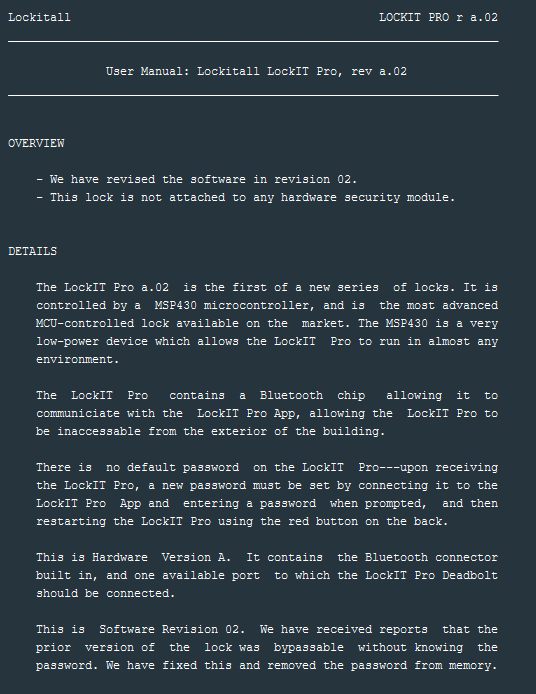 Lockitall LOCKIT PRO r a.02
User Manual: Lockitall LockIT Pro, rev a.02
OVERVIEW
- We have revised the software in revision 02.
- This lock is not attached to any hardware security module.
DETAILS
The LockIT Pro a.02 is the first of a new series of locks. It is
controlled by a MSP430 microcontroller, and is the most advanced
MCU-controlled lock available on the market. The MSP430 is a very
low-power device which allows the LockIT Pro to run in almost any
environment.
The LockIT Pro contains a Bluetooth chip allowing it to
communiciate with the LockIT Pro App, allowing the LockIT Pro to
be inaccessable from the exterior of the building.
There is no default password on the LockIT Pro---upon receiving
the LockIT Pro, a new password must be set by connecting it to the
LockIT Pro App and entering a password when prompted, and then
restarting the LockIT Pro using the red button on the back.
This is Hardware Version A. It contains the Bluetooth connector
built in, and one available port to which the LockIT Pro Deadbolt
should be connected.
This is Software Revision 02. We have received reports that the
prior version of the lock was bypassable without knowing the
password. We have fixed this and removed the password from memory.